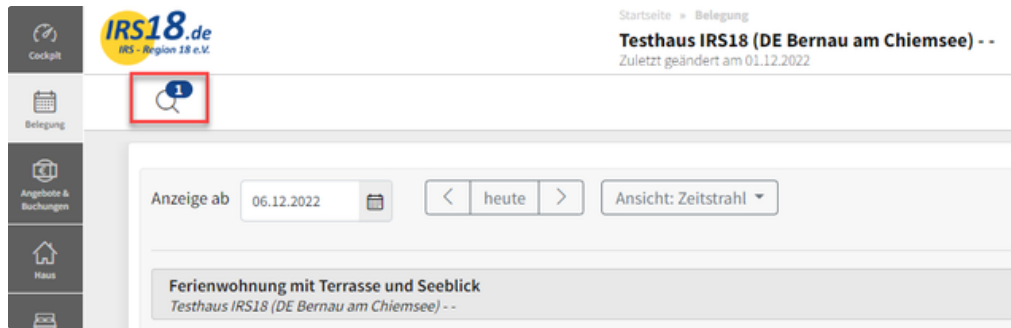 Cockpit
Belegung
Angebote &
Buchungen
Haus
IRS18.de
IRS - Region 18 e.V.
Startseite » Belegung
Testhaus IRS18 (DE Bernau am Chiemsee) - -
Zuletzt geändert am 01.12.2022
1
Anzeige ab
06.12.2022
heute
Ansicht: Zeitstrahl
Ferienwohnung mit Terrasse und Seeblick
Testhaus IRS18 (DE Bernau am Chiemsee) - -